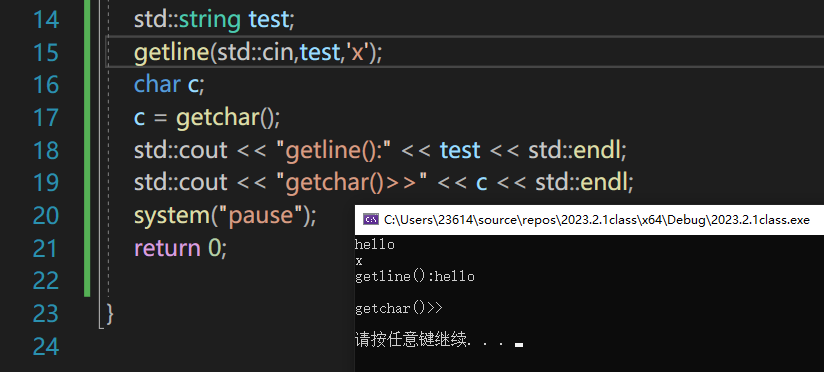 14 std::string test;
15 getline(std::cin,test,'x');
16 char c;
17 c = getchar();
18 std::cout << "getline():" << test << std::endl;
19 std::cout << "getchar()>>" << c << std::endl;
20 system("pause");
21 return 0;
22
23 }
24
C:\Users\23614\source\repos\2023.2.1class\x64\Debug\2023.2.1class.exe
hello
x
getline():hello
getchar()>>
请按任意键继续. . .